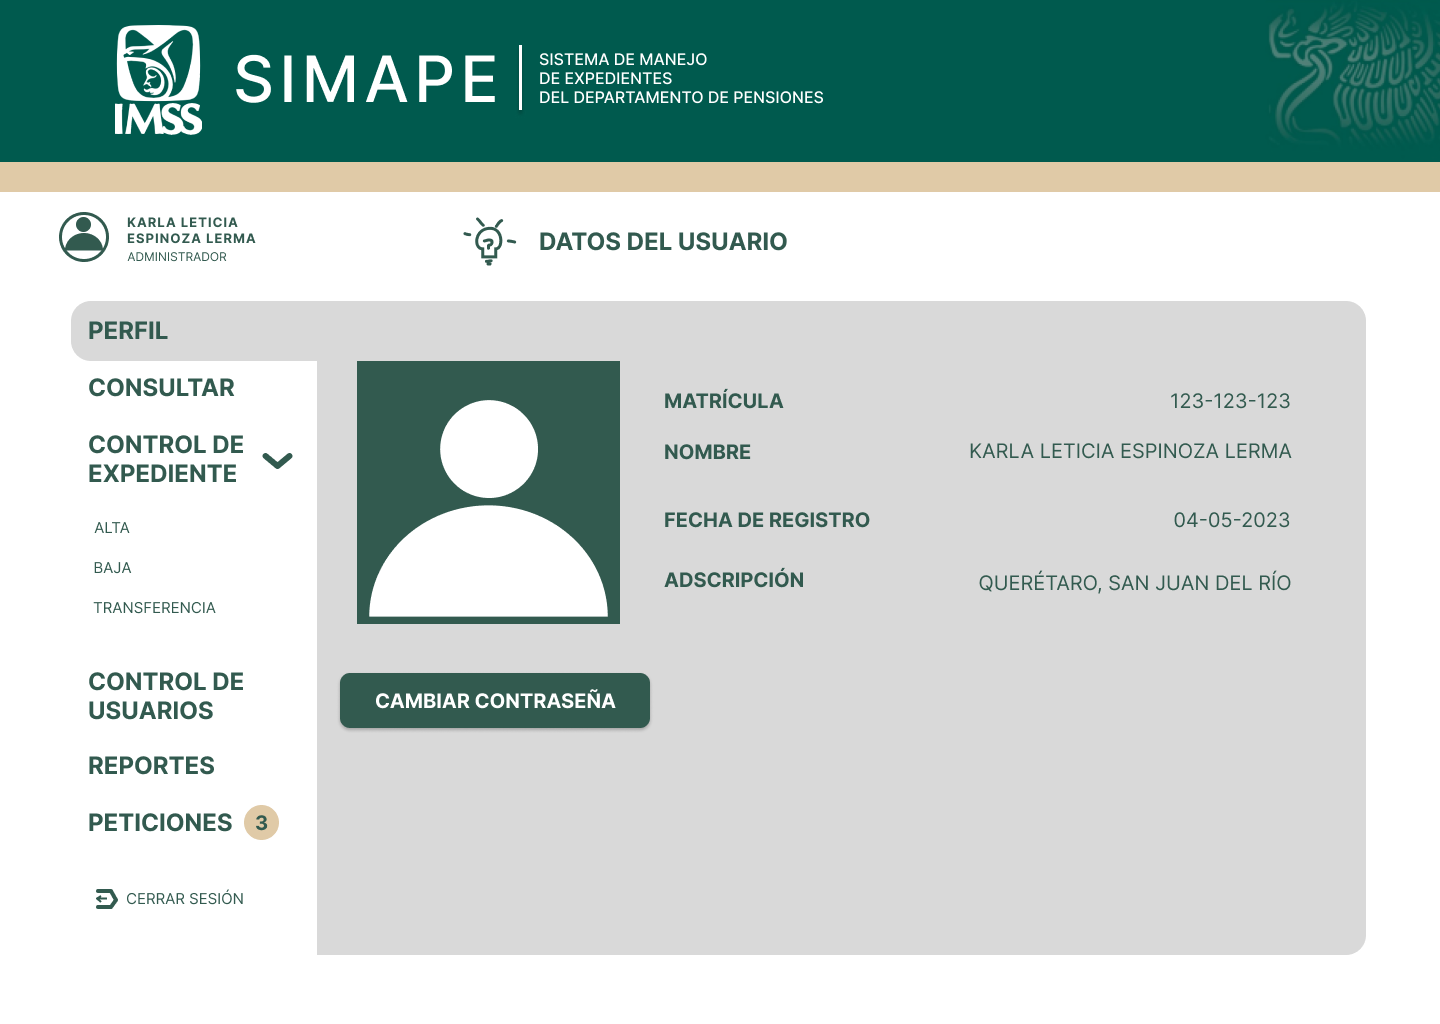 IMSS
SIMAPE
SISTEMA DE MANEJO
DE EXPEDIENTES
DEL DEPARTAMENTO DE PENSIONES
KARLA LETICIA
ESPINOZA LERMA
ADMINISTRADOR
?
DATOS DEL USUARIO
PERFIL
CONSULTAR
CONTROL DE
EXPEDIENTE
ALTA
BAJA
TRANSFERENCIA
CONTROL DE
USUARIOS
REPORTES
PETICIONES 3
CERRAR SESIÓN
MATRÍCULA 123-123-123
NOMBRE KARLA LETICIA ESPINOZA LERMA
FECHA DE REGISTRO 04-05-2023
ADSCRIPCIÓN QUERÉTARO, SAN JUAN DEL RÍO
CAMBIAR CONTRASEÑA